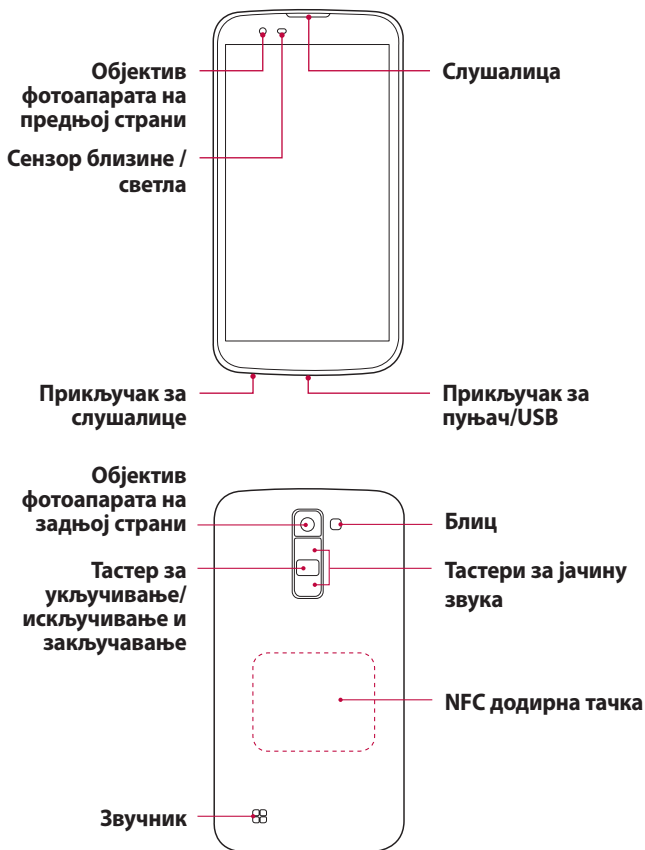 Објектив
фотоапарата на
предњој страни
Слушалица
Сензор близине /
светла
Прикључак за
слушалице
Прикључак за
пуњач/USB
Објектив
фотоапарата на
задњој страни
Блиц
Тастер за
укључивање/
искључивање и
закључавање
Тастери за јачину
звука
NFC додирна тачка
Звучник